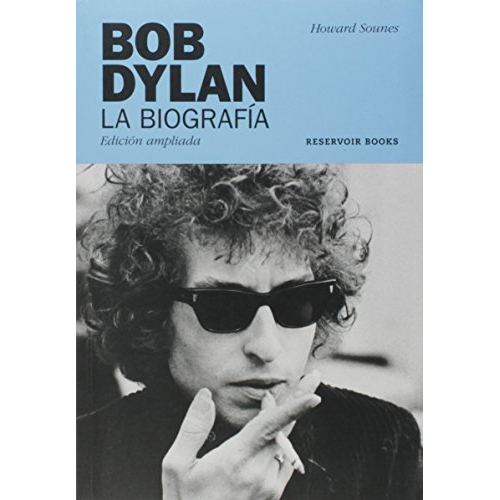 Howard Sounes
BOB
DYLAN
LA BIOGRAFÍA
Edición ampliada
RESERVOIR BOOKS